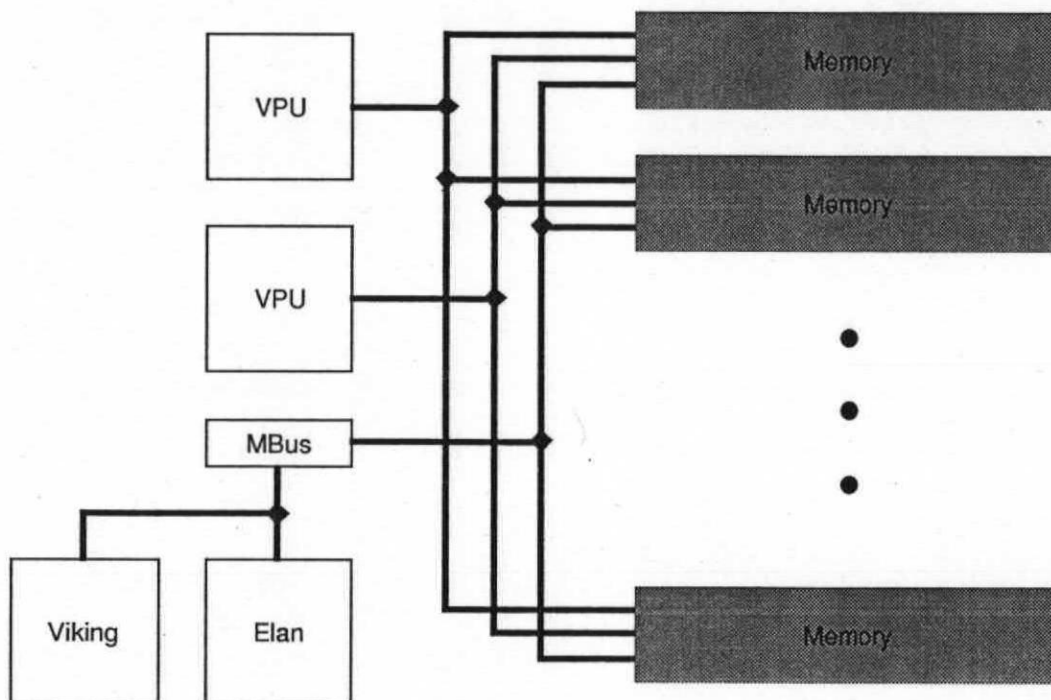 VPU
Memory
Memory
VPU
MBus
Viking
Elan
Memory